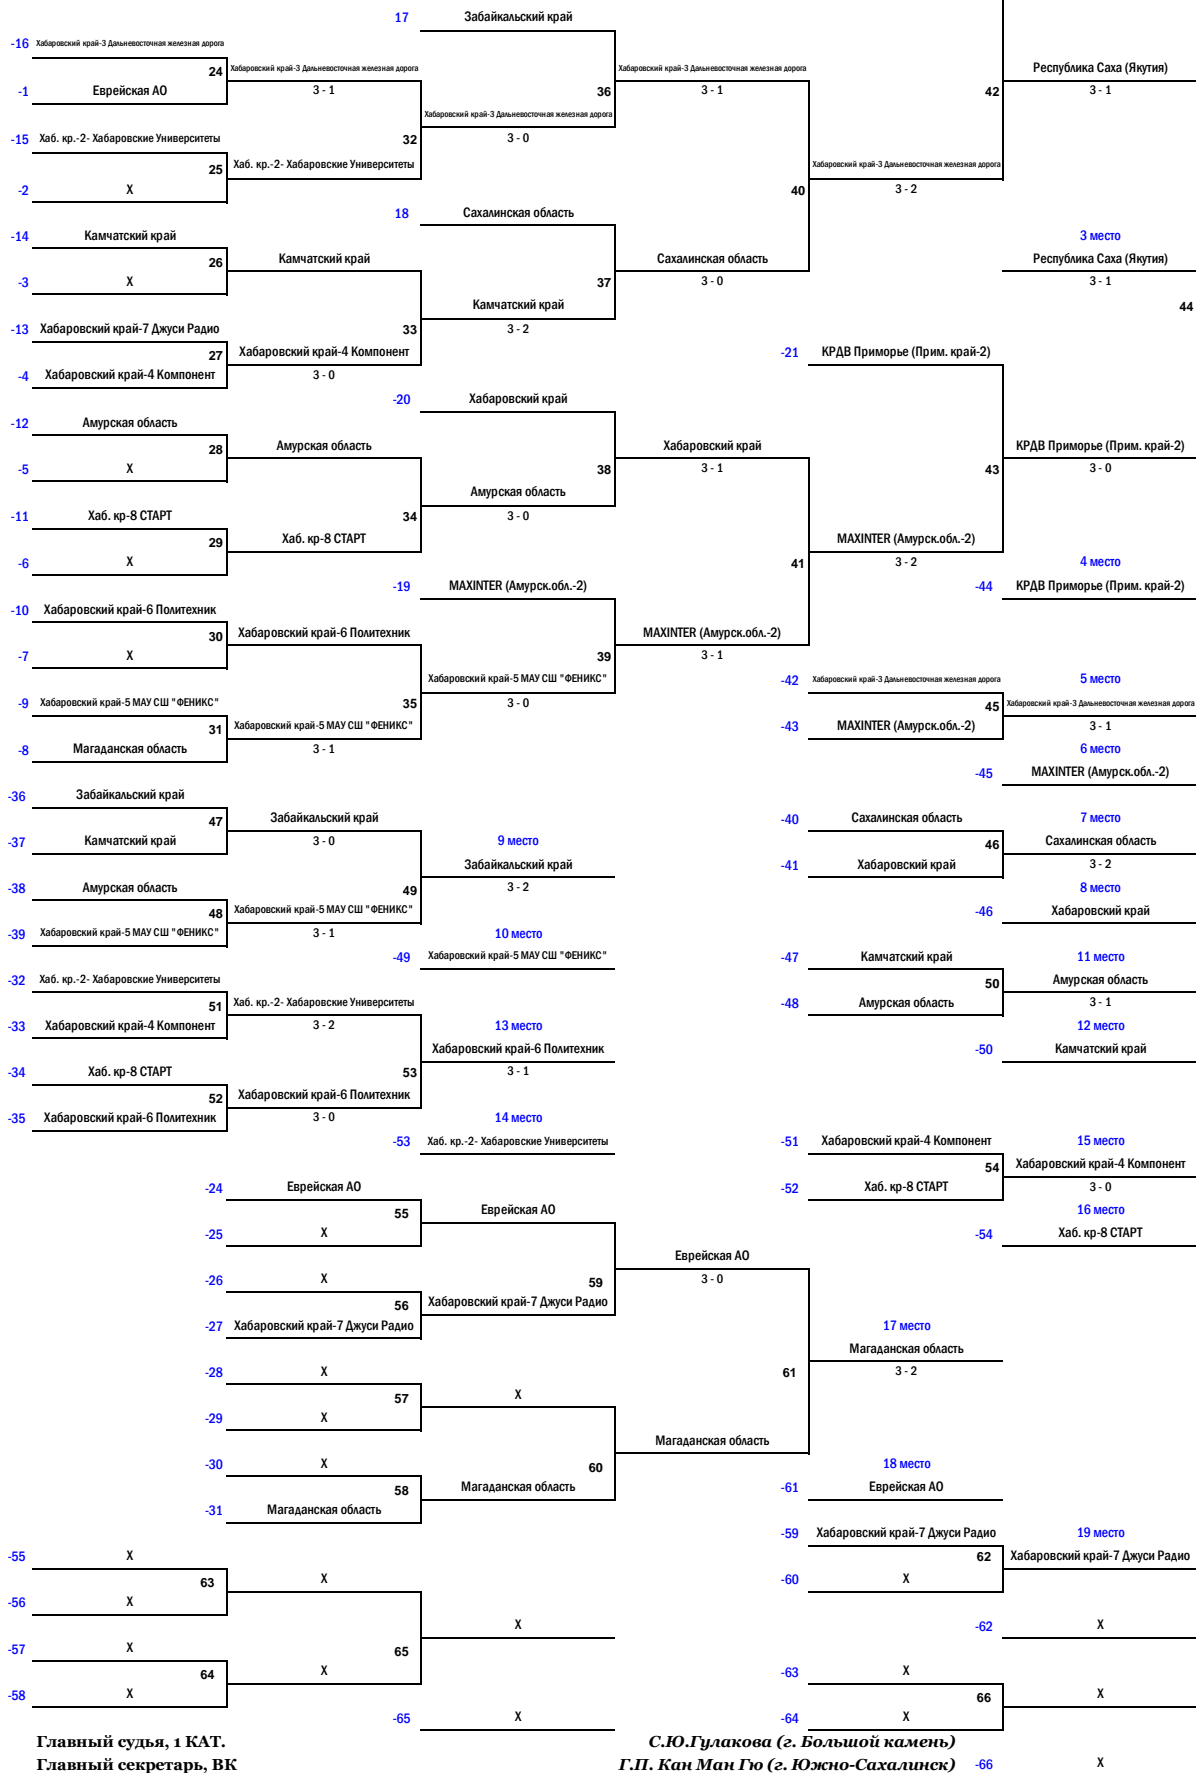 17 Забайкальский край
-16 Хабаровский край-3 Дальневосточная железная дорога
24 Хабаровский край-3 Дальневосточная железная дорога
3 - 1
-1 Еврейская АО
36 Хабаровский край-3 Дальневосточная железная дорога
3 - 1
42 Республика Саха (Якутия)
3 - 1
Хабаровский край-3 Дальневосточная железная дорога
3 - 0
-15 Хаб. кр.-2- Хабаровские Университеты
32
25 Хаб. кр.-2- Хабаровские Университеты
-2 X
40 Хабаровский край-3 Дальневосточная железная дорога
3 - 2
18 Сахалинская область
-14 Камчатский край
3 место
26 Камчатский край
Сахалинская область
3 - 0
Республика Саха (Якутия)
3 - 1
-3 X
37
Камчатский край
3 - 2
44
-13 Хабаровский край-7 Джуси Радио
33
27 Хабаровский край-4 Компонент
3 - 0
-21 КРДВ Приморье (Прим. край-2)
-4 Хабаровский край-4 Компонент
-20 Хабаровский край
-12 Амурская область
28 Амурская область
Хабаровский край
3 - 1
КРДВ Приморье (Прим. край-2)
3 - 0
-5 X
38
43
Амурская область
3 - 0
-11 Хаб. кр-8 СТАРТ
34
29 Хаб. кр-8 СТАРТ
MAXINTER (Амурск.обл.-2)
3 - 2
-6 X
41
4 место
-19 MAXINTER (Амурск.обл.-2)
-44 КРДВ Приморье (Прим. край-2)
-10 Хабаровский край-6 Политехник
30 Хабаровский край-6 Политехник
MAXINTER (Амурск.обл.-2)
3 - 1
-7 X
39
Хабаровский край-5 МАУ СШ "ФЕНИКС"
3 - 0
-42 Хабаровский край-3 Дальневосточная железная дорога
5 место
-9 Хабаровский край-5 МАУ СШ "ФЕНИКС"
35
45 Хабаровский край-3 Дальневосточная железная дорога
3 - 1
31 Хабаровский край-5 МАУ СШ "ФЕНИКС"
3 - 1
-43 MAXINTER (Амурск.обл.-2)
-8 Магаданская область
6 место
-45 MAXINTER (Амурск.обл.-2)
-36 Забайкальский край
47 Забайкальский край
3 - 0
-40 Сахалинская область
7 место
-37 Камчатский край
9 место
46 Сахалинская область
3 - 2
Забайкальский край
3 - 2
-41 Хабаровский край
-38 Амурская область
49
8 место
48 Хабаровский край-5 МАУ СШ "ФЕНИКС"
3 - 1
-46 Хабаровский край
-39 Хабаровский край-5 МАУ СШ "ФЕНИКС"
10 место
-49 Хабаровский край-5 МАУ СШ "ФЕНИКС"
-47 Камчатский край
11 место
-32 Хаб. кр.-2- Хабаровские Университеты
50 Амурская область
3 - 1
51 Хаб. кр.-2- Хабаровские Университеты
3 - 2
-48 Амурская область
-33 Хабаровский край-4 Компонент
13 место
12 место
Хабаровский край-6 Политехник
3 - 1
-50 Камчатский край
-34 Хаб. кр-8 СТАРТ
53
52 Хабаровский край-6 Политехник
3 - 0
-35 Хабаровский край-6 Политехник
14 место
-53 Хаб. кр.-2- Хабаровские Университеты
-51 Хабаровский край-4 Компонент
15 место
54 Хабаровский край-4 Компонент
3 - 0
-24 Еврейская АО
-52 Хаб. кр-8 СТАРТ
55 Еврейская АО
16 место
-25 X
-54 Хаб. кр-8 СТАРТ
Еврейская АО
3 - 0
-26 X
59
56 Хабаровский край-7 Джуси Радио
-27 Хабаровский край-7 Джуси Радио
17 место
Магаданская область
3 - 2
-28 X
61
57 X
-29 X
Магаданская область
-30 X
60
18 место
58 Магаданская область
-61 Еврейская АО
-31 Магаданская область
-59 Хабаровский край-7 Джуси Радио
19 место
-55 X
62 Хабаровский край-7 Джуси Радио
63 X
-60 X
-56 X
X
-62 X
-57 X
65
64 X
-63 X
-58 X
66 X
-65 X
-64 X
Главный судья, 1 КАТ. С.Ю.Гулакова (г. Большой камень)
Главный секретарь, ВК Г.П. Кан Ман Гю (г. Южно-Сахалинск)
-66 X